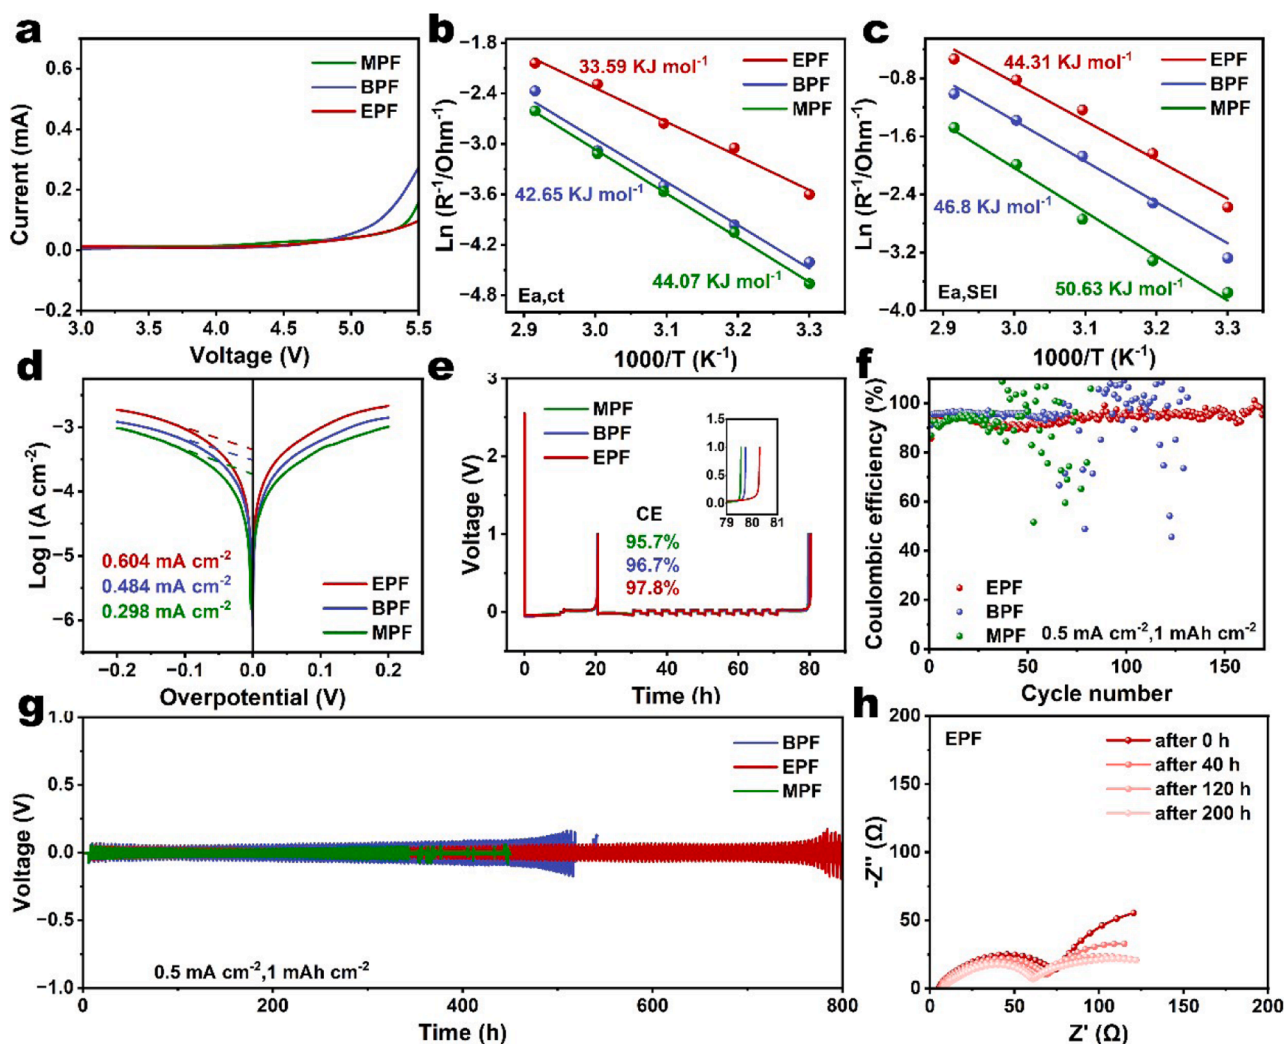 a
0.6
0.4
0.2
0.0
−0.2
3.0 3.5 4.0 4.5 5.0 5.5
Current (mA)
Voltage (V)
MPF
BPF
EPF
b
−1.8
−2.4
−3.0
−3.6
−4.2
−4.8
2.9 3.0 3.1 3.2 3.3
Ln (R⁻¹/Ohm⁻¹)
1000/T (K⁻¹)
33.59 KJ mol⁻¹
42.65 KJ mol⁻¹
44.07 KJ mol⁻¹
Ea,ct
EPF
BPF
MPF
c
−0.8
−1.6
−2.4
−3.2
−4.0
2.9 3.0 3.1 3.2 3.3
Ln (R⁻¹/Ohm⁻¹)
1000/T (K⁻¹)
44.31 KJ mol⁻¹
46.8 KJ mol⁻¹
50.63 KJ mol⁻¹
Ea,SEI
EPF
BPF
MPF
d
−3
−4
−5
−6
−0.2 −0.1 0.0 0.1 0.2
Log I (A cm⁻²)
Overpotential (V)
0.604 mA cm⁻²
0.484 mA cm⁻²
0.298 mA cm⁻²
EPF
BPF
MPF
e
3
2
1
0
0 20 40 60 80 100
Voltage (V)
Time (h)
MPF
BPF
EPF
CE
95.7%
96.7%
97.8%
1.5
1.0
0.5
0.0
79 80 81
f
100
80
60
40
20
0
0 50 100 150
Coulombic efficiency (%)
Cycle number
EPF
BPF
MPF
0.5 mA cm⁻²,1 mAh cm⁻²
g
1.0
0.5
0.0
−0.5
−1.0
0 200 400 600 800
Voltage (V)
Time (h)
BPF
EPF
MPF
0.5 mA cm⁻²,1 mAh cm⁻²
h
200
150
100
50
0
0 50 100 150 200
-Z'' (Ω)
Z' (Ω)
EPF
after 0 h
after 40 h
after 120 h
after 200 h